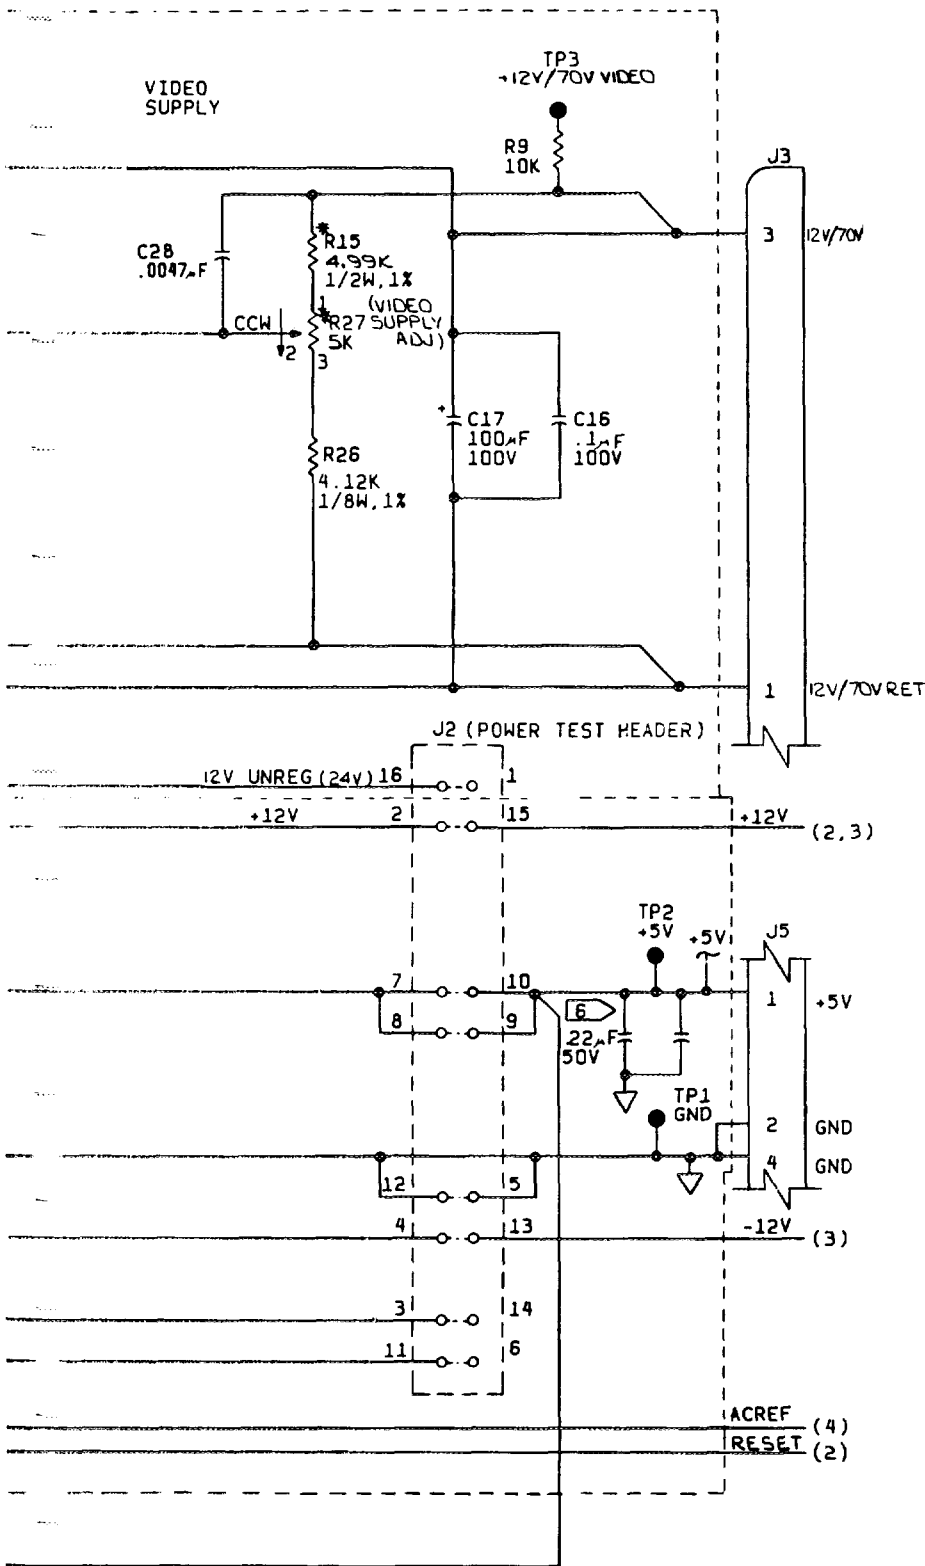 TP3
+12V/70V VIDEO
VIDEO
SUPPLY
R9
10K
J3
3
12V/70V
C28
.0047µF
*
R15
4.99K
1/2W, 1%
1
(VIDEO
SUPPLY
ADJ)
*
R27
5K
CCW
2
3
+
C17
100µF
100V
C16
.1µF
100V
R26
4.12K
1/8W, 1%
1
12V/70V RET
J2 (POWER TEST HEADER)
12V UNREG (24V) 16
1
+12V
2
15
+12V
(2,3)
TP2
+5V
+5V
J5
7
10
1
+5V
6
8
9
.22µF
50V
TP1
GND
2
GND
4
GND
12
5
4
13
-12V
(3)
3
14
11
6
ACREF
(4)
RESET
(2)